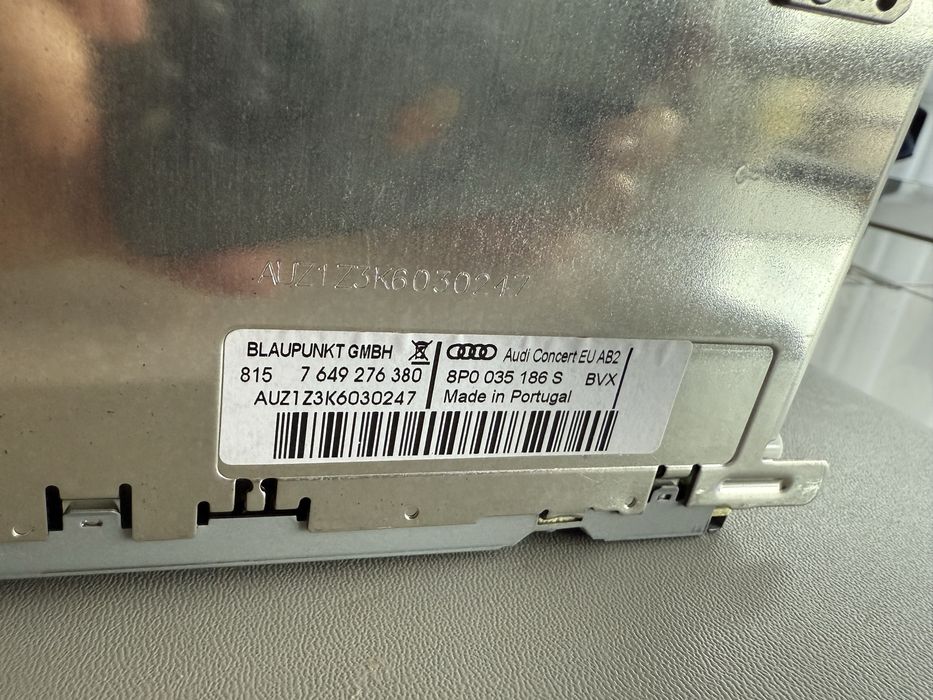 AUZ1Z3K6030247
BLAUPUNKT GMBH
815 7 649 276 380
AUZ1Z3K6030247
Audi Concert EU AB2
8P0 035 186 S BVX
Made in Portugal